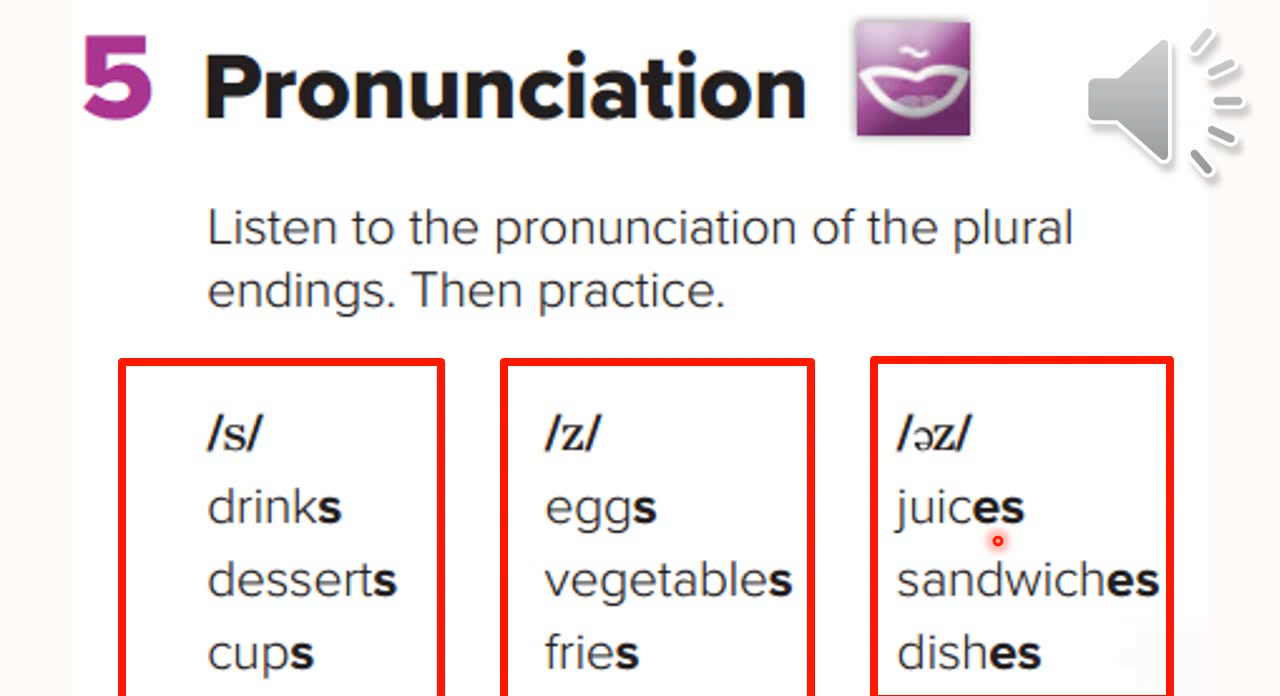 5 Pronunciation
Listen to the pronunciation of the plural
endings. Then practice.
/s/
drinks
desserts
cups
/z/
eggs
vegetables
fries
/əz/
juices
sandwiches
dishes